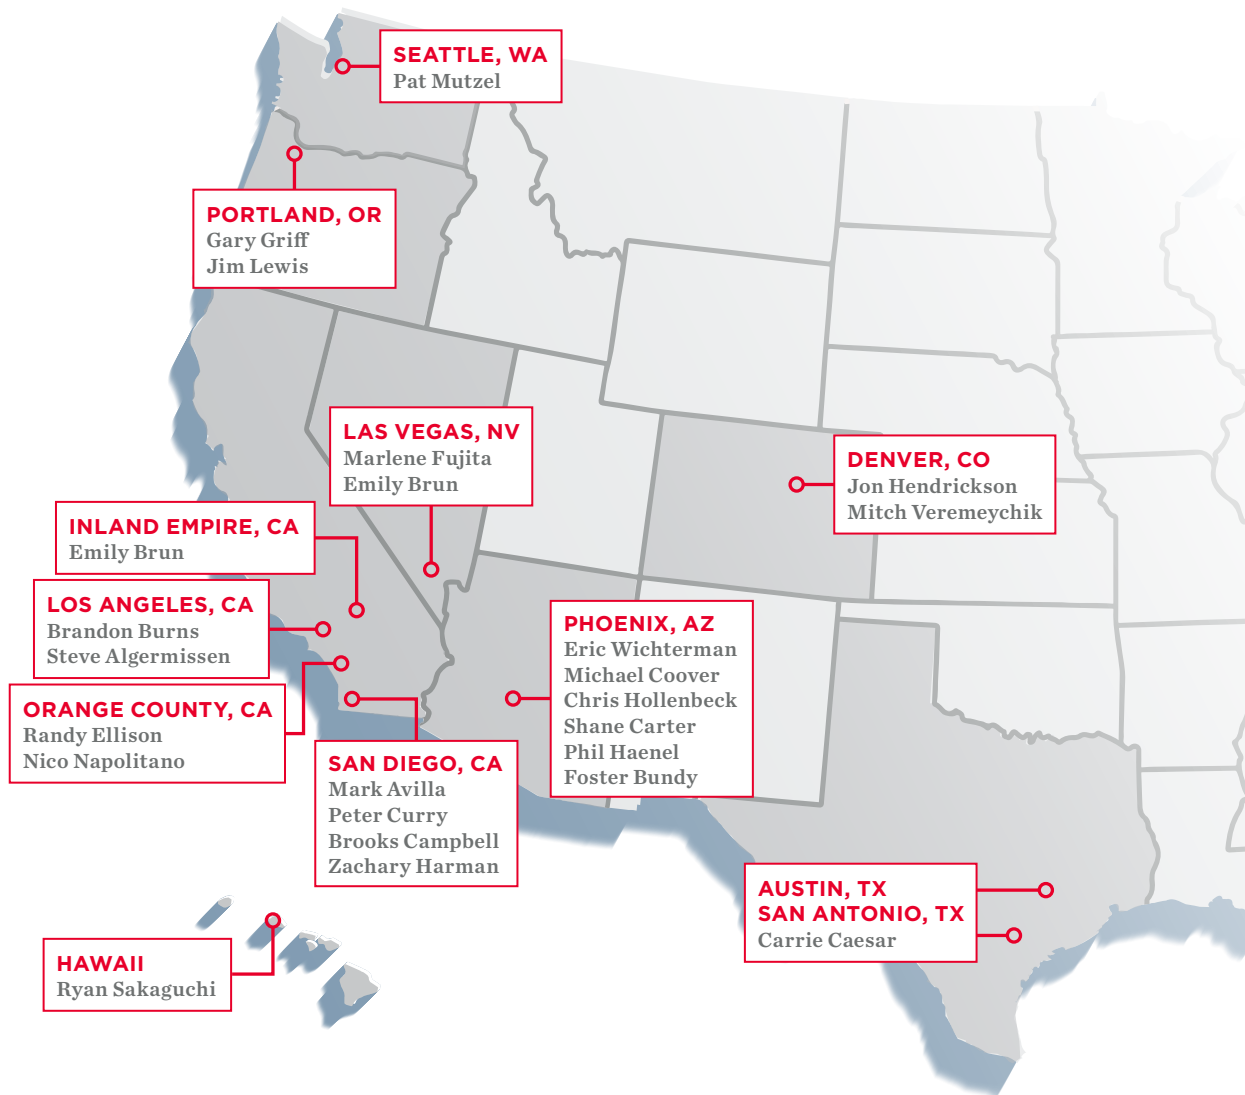 SEATTLE, WA
Pat Mutzel
PORTLAND, OR
Gary Griff
Jim Lewis
LAS VEGAS, NV
Marlene Fujita
Emily Brun
DENVER, CO
Jon Hendrickson
Mitch Veremeychik
INLAND EMPIRE, CA
Emily Brun
LOS ANGELES, CA
Brandon Burns
Steve Algermissen
PHOENIX, AZ
Eric Wichterman
Michael Coover
Chris Hollenbeck
Shane Carter
Phil Haenel
Foster Bundy
ORANGE COUNTY, CA
Randy Ellison
Nico Napolitano
SAN DIEGO, CA
Mark Avilla
Peter Curry
Brooks Campbell
Zachary Harman
AUSTIN, TX
SAN ANTONIO, TX
Carrie Caesar
HAWAII
Ryan Sakaguchi